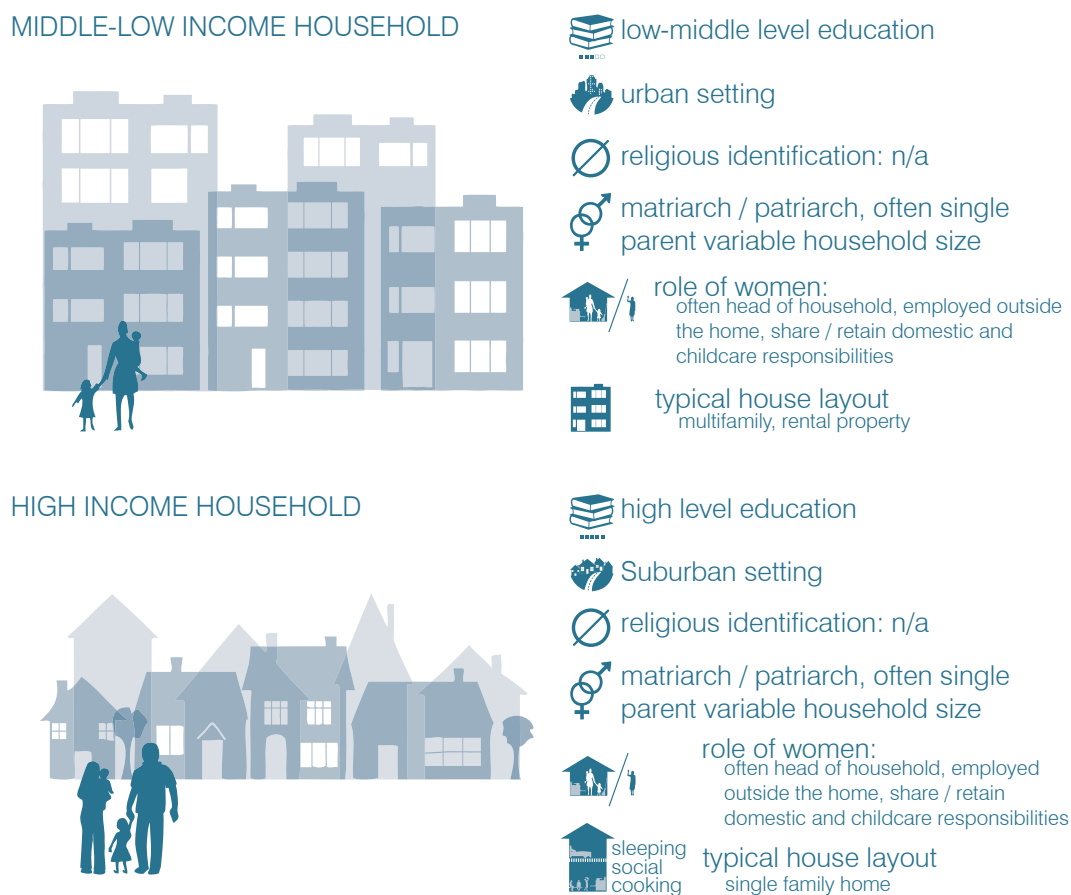 MIDDLE-LOW INCOME HOUSEHOLD
low-middle level education
urban setting
religious identification: n/a
matriarch / patriarch, often single
parent variable household size
role of women:
often head of household, employed outside
the home, share / retain domestic and
childcare responsibilities
typical house layout
multifamily, rental property
HIGH INCOME HOUSEHOLD
high level education
Suburban setting
religious identification: n/a
matriarch / patriarch, often single
parent variable household size
role of women:
often head of household, employed
outside the home, share / retain
domestic and childcare responsibilities
sleeping
social
cooking
typical house layout
single family home